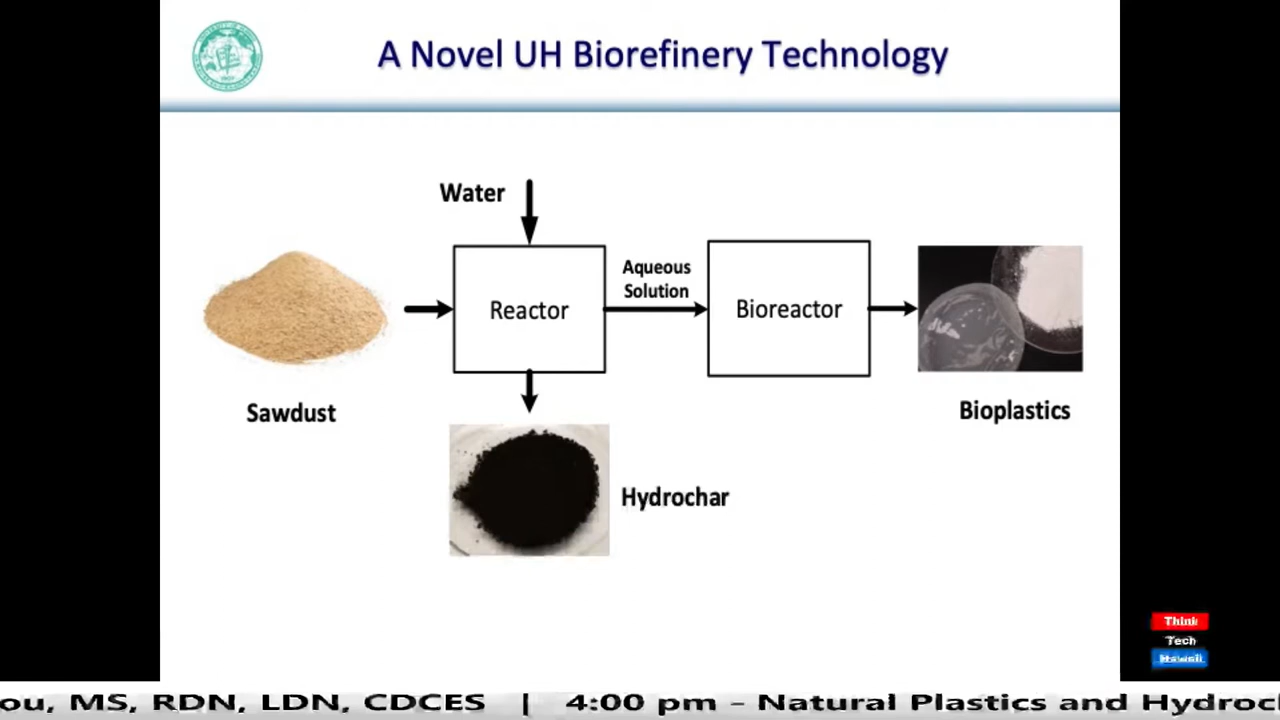 A Novel UH Biorefinery Technology
Water
Reactor
Aqueous
Solution
Bioreactor
Sawdust
Bioplastics
Hydrochar
Think
Tech
Hawaii
ou, MS, RDN, LDN, CDCES | 4:00 pm – Natural Plastics and Hydroc